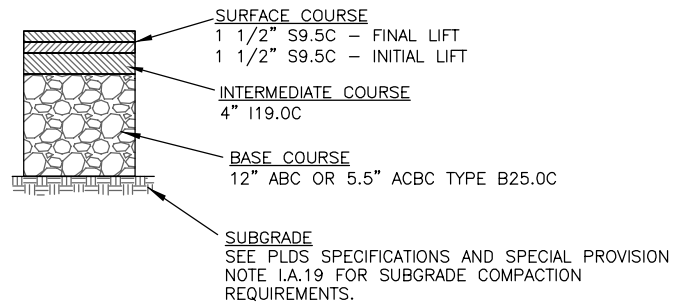 SURFACE COURSE
1 1/2" S9.5C – FINAL LIFT
1 1/2" S9.5C – INITIAL LIFT
INTERMEDIATE COURSE
4" I19.0C
BASE COURSE
12" ABC OR 5.5" ACBC TYPE B25.0C
SUBGRADE
SEE PLDS SPECIFICATIONS AND SPECIAL PROVISION
NOTE I.A.19 FOR SUBGRADE COMPACTION
REQUIREMENTS.